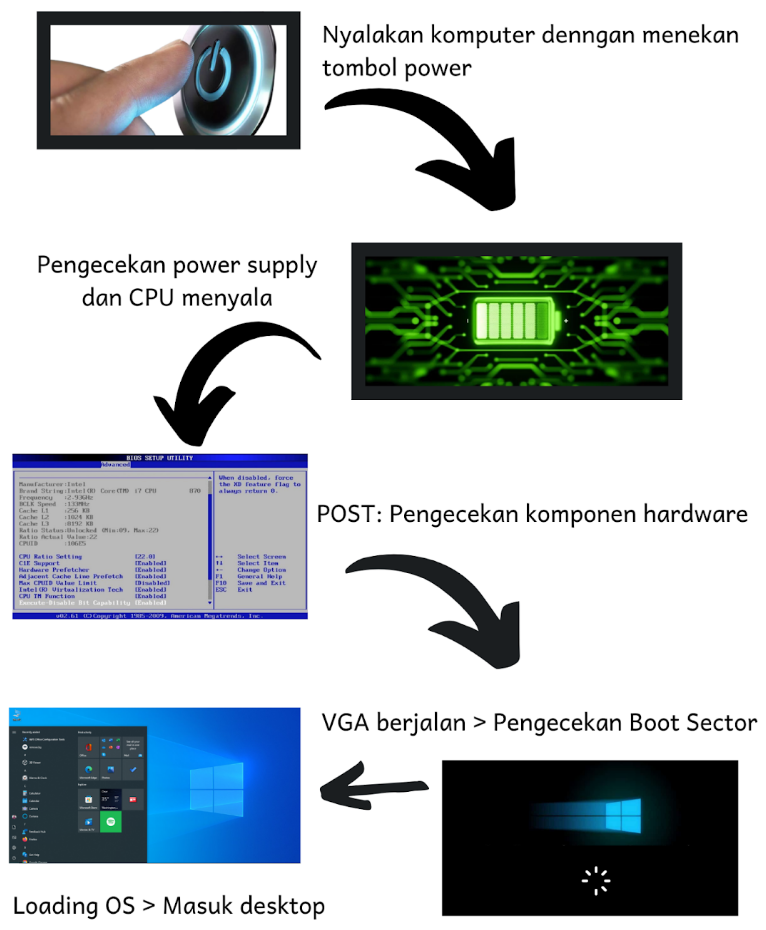 Nyalakan komputer denngan menekan
tombol power
Pengecekan power supply
dan CPU menyala
BIOS SETUP UTILITY
Advanced
Manufacturer:Intel
Brand String:Intel(R) Core(TM) i7 CPU 870
Frequency :2.93GHz
BCLK Speed :133MHz
Cache L1 :256 KB
Cache L2 :1024 KB
Cache L3 :8192 KB
Ratio Status:Unlocked (Min:09, Max:22)
Ratio Actual Value:22
CPUID :106E5
CPU Ratio Setting [22.0]
C1E Support [Enabled]
Hardware Prefetcher [Enabled]
Adjacent Cache Line Prefetch [Enabled]
Max CPUID Value Limit [Disabled]
Intel(R) Virtualization Tech [Enabled]
CPU TM Function [Enabled]
Execute Disable Bit Capability [Enabled]
When disabled, force
the XD feature flag to
always return 0.
←→ Select Screen
↑↓ Select Item
+- Change Option
F1 General Help
F10 Save and Exit
ESC Exit
v02.61 (C)Copyright 1985-2009, American Megatrends, Inc.
POST: Pengecekan komponen hardware
VGA berjalan > Pengecekan Boot Sector
Loading OS > Masuk desktop